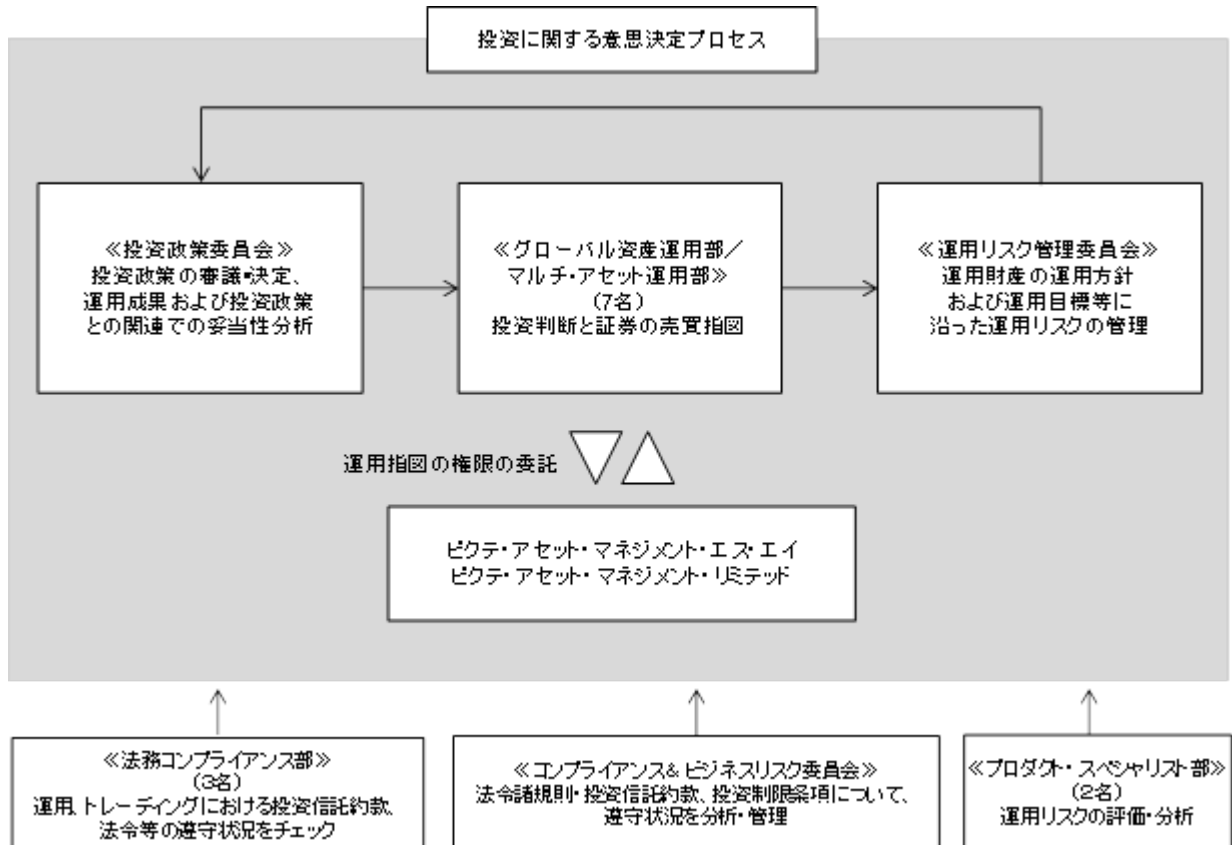 投資に関する意思決定プロセス
≪投資政策委員会≫
投資政策の審議・決定、
運用成果および投資政策
との関連での妥当性分析
≪グローバル資産運用部／
マルチ・アセット運用部≫
(7名)
投資判断と証券の売買指図
≪運用リスク管理委員会≫
運用財産の運用方針
および運用目標等に
沿った運用リスクの管理
運用指図の権限の委託
ピクテ・アセット・マネジメント・エス・エイ
ピクテ・アセット・マネジメント・リミテッド
≪法務コンプライアンス部≫
(3名)
運用、トレーディングにおける投資信託約款、
法令等の遵守状況をチェック
≪コンプライアンス&ビジネスリスク委員会≫
法令諸規則・投資信託約款、投資制限条項について、
遵守状況を分析・管理
≪プロダクト・スペシャリスト部≫
(2名)
運用リスクの評価・分析